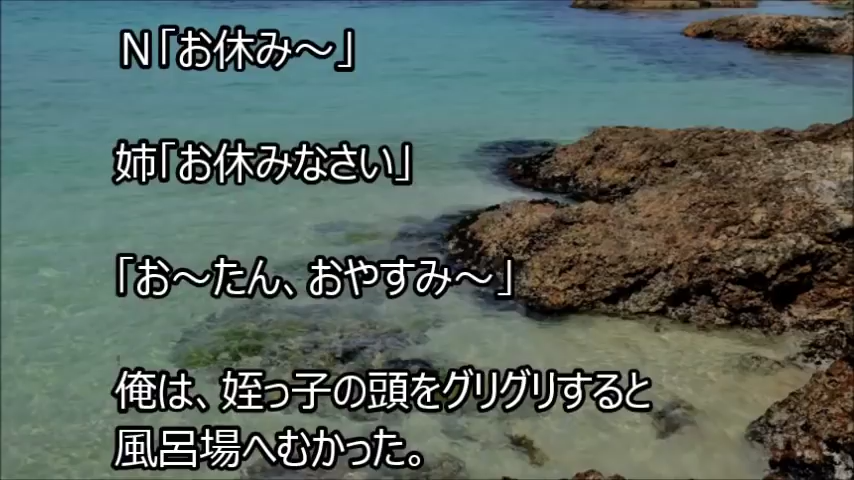 N「お休み～」
姉「お休みなさい」
「お～たん、おやすみ～」
俺は、姪っ子の頭をグリグリすると
風呂場へむかった。